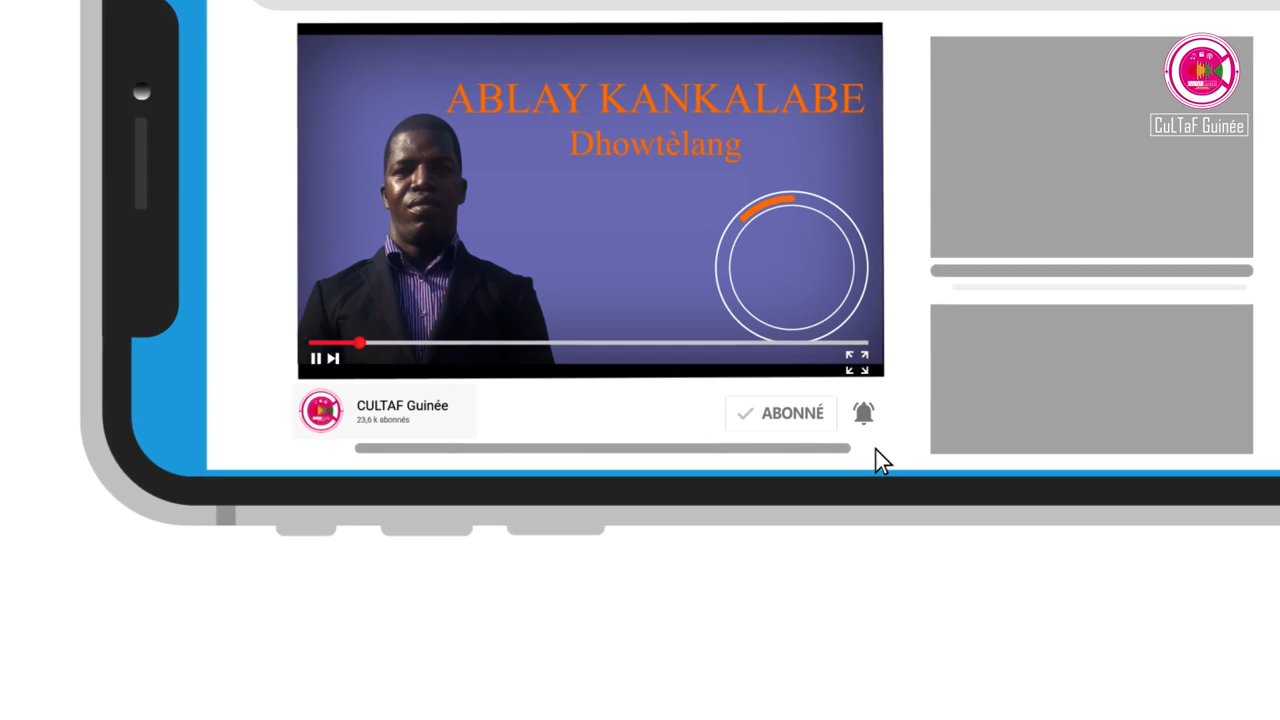 ABLAY KANKALABE
Dhowtèlang
CuLTaF Guinée
CULTAF Guinée
23,6 k abonnés
ABONNÉ